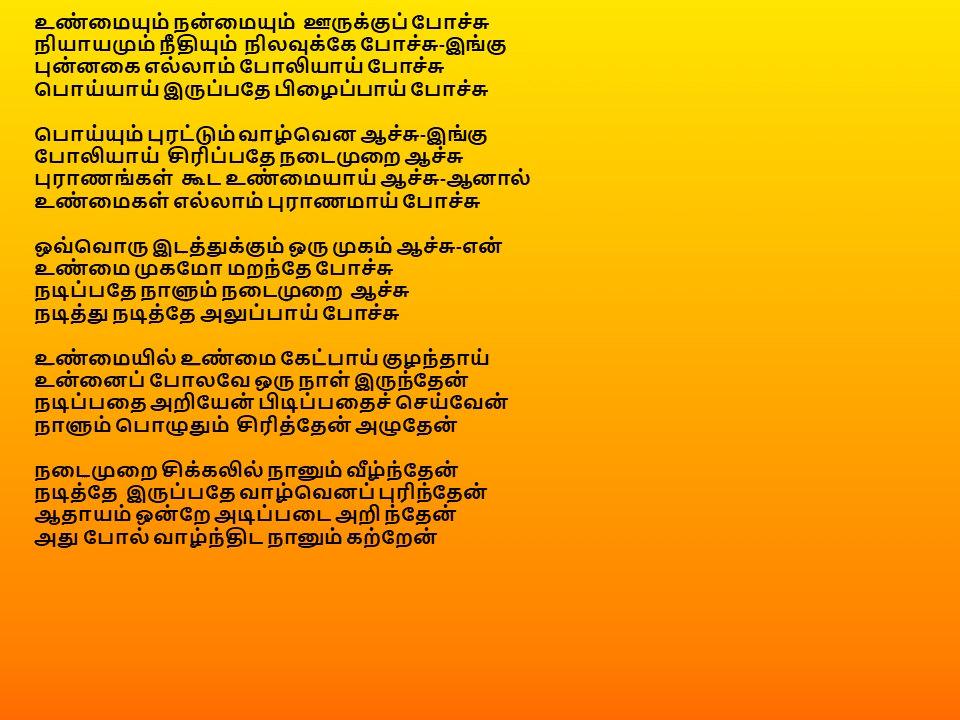 உண்மையும் நன்மையும் ஊருக்குப் போச்சு
நியாயமும் நீதியும் நிலவுக்கே போச்சு-இங்கு
புன்னகை எல்லாம் போலியாய் போச்சு
பொய்யாய் இருப்பதே பிழைப்பாய் போச்சு

பொய்யும் புரட்டும் வாழ்வென ஆச்சு-இங்கு
போலியாய் சிரிப்பதே நடைமுறை ஆச்சு
புராணங்கள் கூட உண்மையாய் ஆச்சு-ஆனால்
உண்மைகள் எல்லாம் புராணமாய் போச்சு

ஒவ்வொரு இடத்துக்கும் ஒரு முகம் ஆச்சு-என்
உண்மை முகமோ மறந்தே போச்சு
நடிப்பதே நாளும் நடைமுறை ஆச்சு
நடித்து நடித்தே அலுப்பாய் போச்சு

உண்மையில் உண்மை கேட்பாய் குழந்தாய்
உன்னைப் போலவே ஒரு நாள் இருந்தேன்
நடிப்பதை அறியேன் பிடிப்பதைச் செய்வேன்
நாளும் பொழுதும் சிரித்தேன் அழுதேன்

நடைமுறை சிக்கலில் நானும் வீழ்ந்தேன்
நடித்தே இருப்பதே வாழ்வெனப் புரிந்தேன்
ஆதாயம் ஒன்றே அடிப்படை அறி ந்தேன்
அது போல் வாழ்ந்திட நானும் கற்றேன்